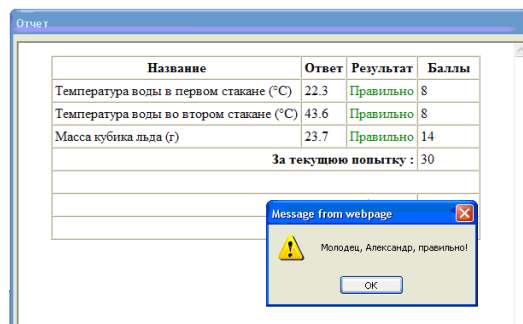 Отчет
Название Ответ Результат Баллы
Температура воды в первом стакане (°C) 22.3 Правильно 8
Температура воды во втором стакане (°C) 43.6 Правильно 8
Масса кубика льда (г) 23.7 Правильно 14
За текущюю попытку : 30
Message from webpage
Молодец, Александр, правильно!
OK